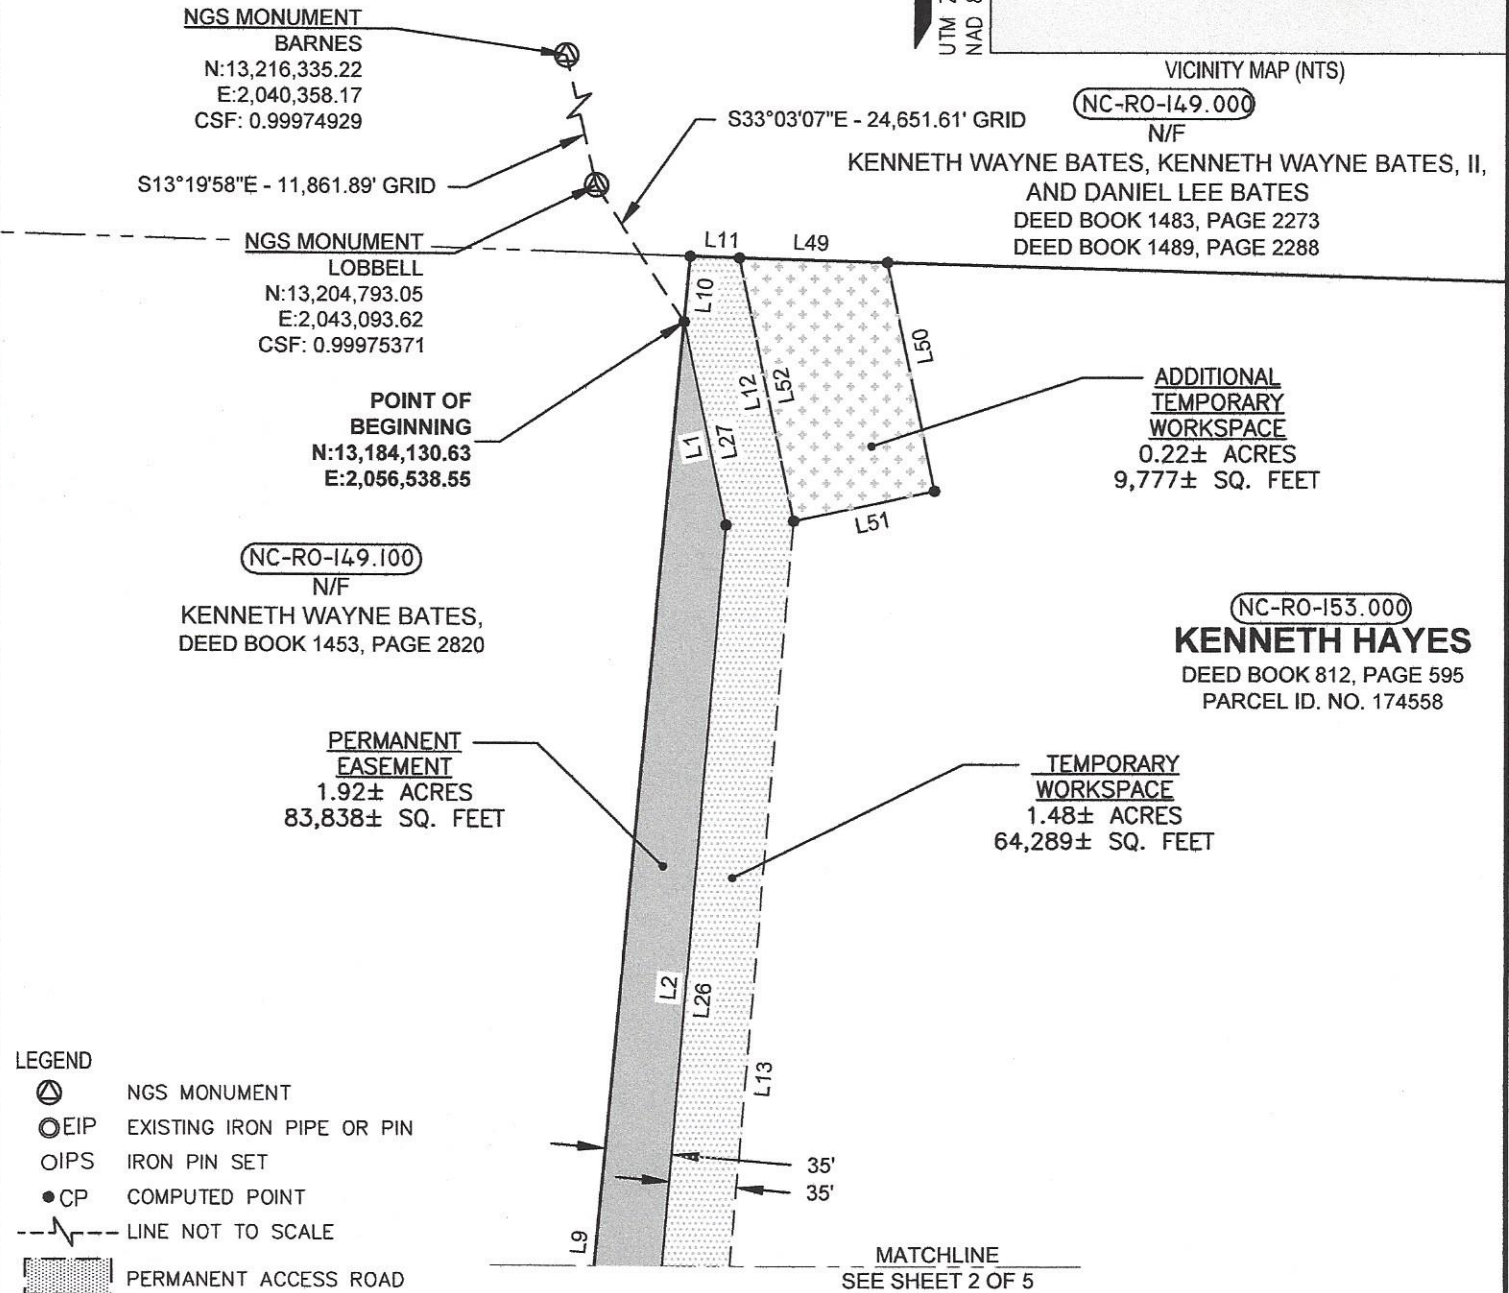 NGS MONUMENT
BARNES
N:13,216,335.22
E:2,040,358.17
CSF: 0.99974929
UTM
NAD
VICINITY MAP (NTS)
NC-RO-149.000
N/F
KENNETH WAYNE BATES, KENNETH WAYNE BATES, II,
AND DANIEL LEE BATES
DEED BOOK 1483, PAGE 2273
DEED BOOK 1489, PAGE 2288
S33°03'07"E - 24,651.61' GRID
S13°19'58"E - 11,861.89' GRID
NGS MONUMENT
LOBBELL
N:13,204,793.05
E:2,043,093.62
CSF: 0.99975371
L11
L49
L10
L50
L12
L52
L1
L27
L51
POINT OF
BEGINNING
N:13,184,130.63
E:2,056,538.55
ADDITIONAL
TEMPORARY
WORKSPACE
0.22± ACRES
9,777± SQ. FEET
NC-RO-149.100
N/F
KENNETH WAYNE BATES,
DEED BOOK 1453, PAGE 2820
NC-RO-153.000
KENNETH HAYES
DEED BOOK 812, PAGE 595
PARCEL ID. NO. 174558
PERMANENT
EASEMENT
1.92± ACRES
83,838± SQ. FEET
TEMPORARY
WORKSPACE
1.48± ACRES
64,289± SQ. FEET
L2
L26
L13
35'
35'
L9
LEGEND
NGS MONUMENT
EIP EXISTING IRON PIPE OR PIN
IPS IRON PIN SET
CP COMPUTED POINT
LINE NOT TO SCALE
PERMANENT ACCESS ROAD
MATCHLINE
SEE SHEET 2 OF 5